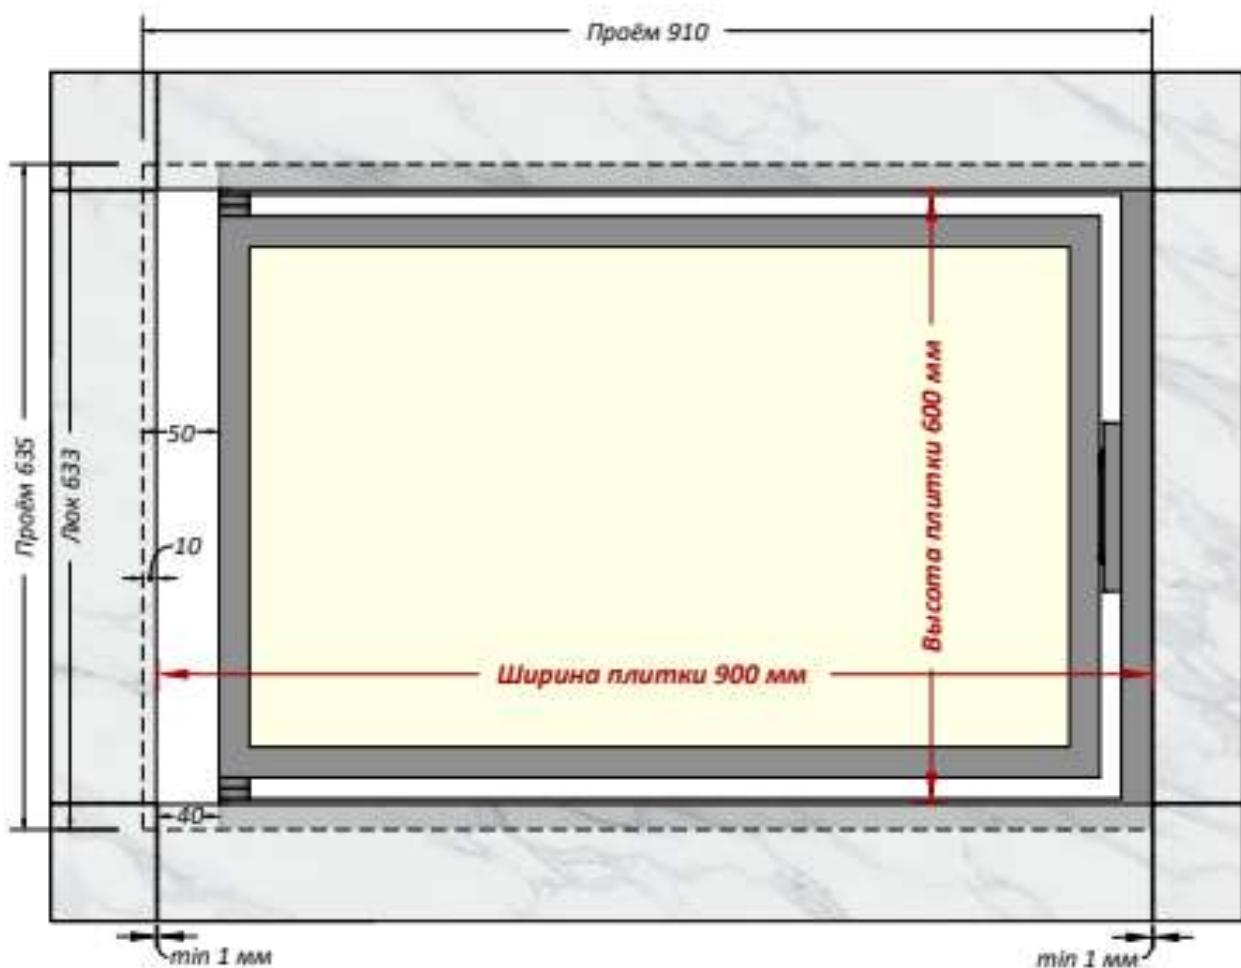 Проём 910
Проём 635
Люк 633
50
10
Высота плитки 600 мм
Ширина плитки 900 мм
40
min 1 мм
min 1 мм